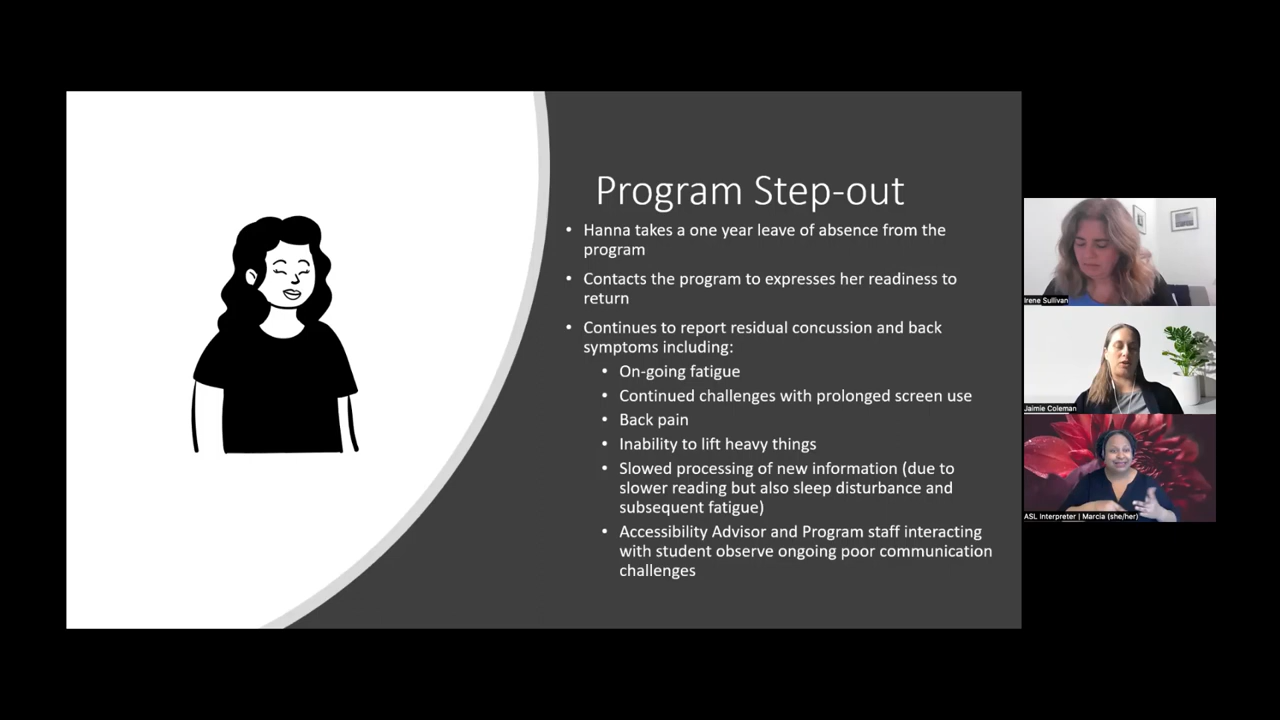 Program Step-out
• Hanna takes a one year leave of absence from the
program
• Contacts the program to expresses her readiness to
return
• Continues to report residual concussion and back
symptoms including:
• On-going fatigue
• Continued challenges with prolonged screen use
• Back pain
• Inability to lift heavy things
• Slowed processing of new information (due to
slower reading but also sleep disturbance and
subsequent fatigue)
• Accessibility Advisor and Program staff interacting
with student observe ongoing poor communication
challenges
Irene Sullivan
Jaimie Coleman
ASL Interpreter | Marcia (she/her)